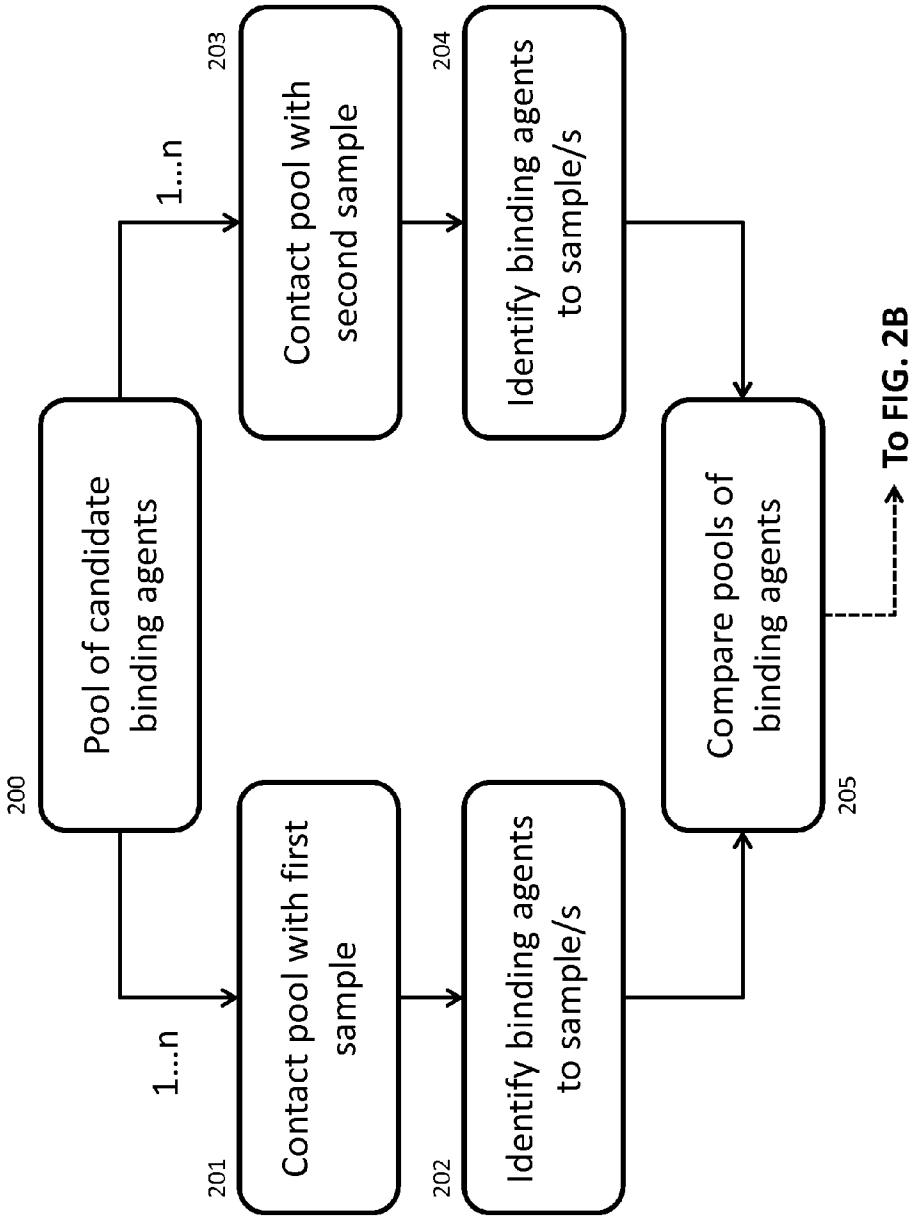 200
Pool of candidate
binding agents
1...n
1...n
201
Contact pool with first
sample
203
Contact pool with
second sample
202
Identify binding agents
to sample/s
204
Identify binding agents
to sample/s
Compare pools of
binding agents
205
To FIG. 2B